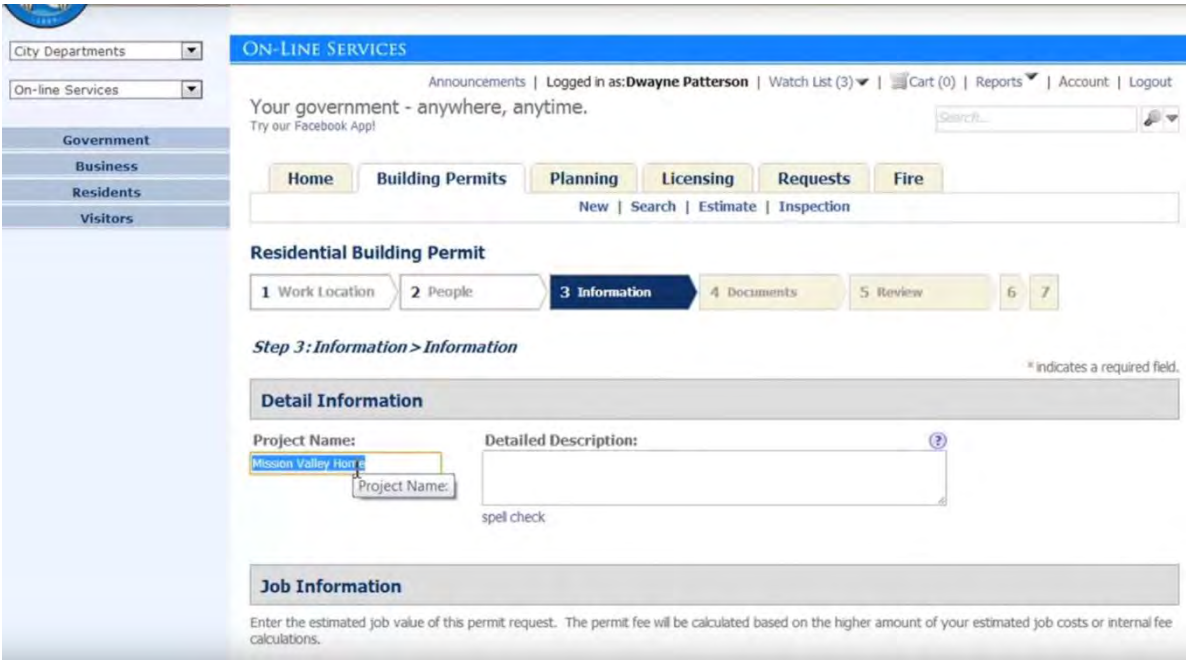 City Departments
On-line Services
Government
Business
Residents
Visitors
ON-LINE SERVICES
Announcements | Logged in as:Dwayne Patterson | Watch List (3) | Cart (0) | Reports | Account | Logout
Your government - anywhere, anytime.
Try our Facebook App!
Search...
Home Building Permits Planning Licensing Requests Fire
New | Search | Estimate | Inspection
Residential Building Permit
1 Work Location 2 People 3 Information 4 Documents 5 Review 6 7
Step 3: Information > Information
* indicates a required field.
Detail Information
Project Name: Detailed Description: ?
Mission Valley Home
Project Name:
spell check
Job Information
Enter the estimated job value of this permit request. The permit fee will be calculated based on the higher amount of your estimated job costs or internal fee
calculations.